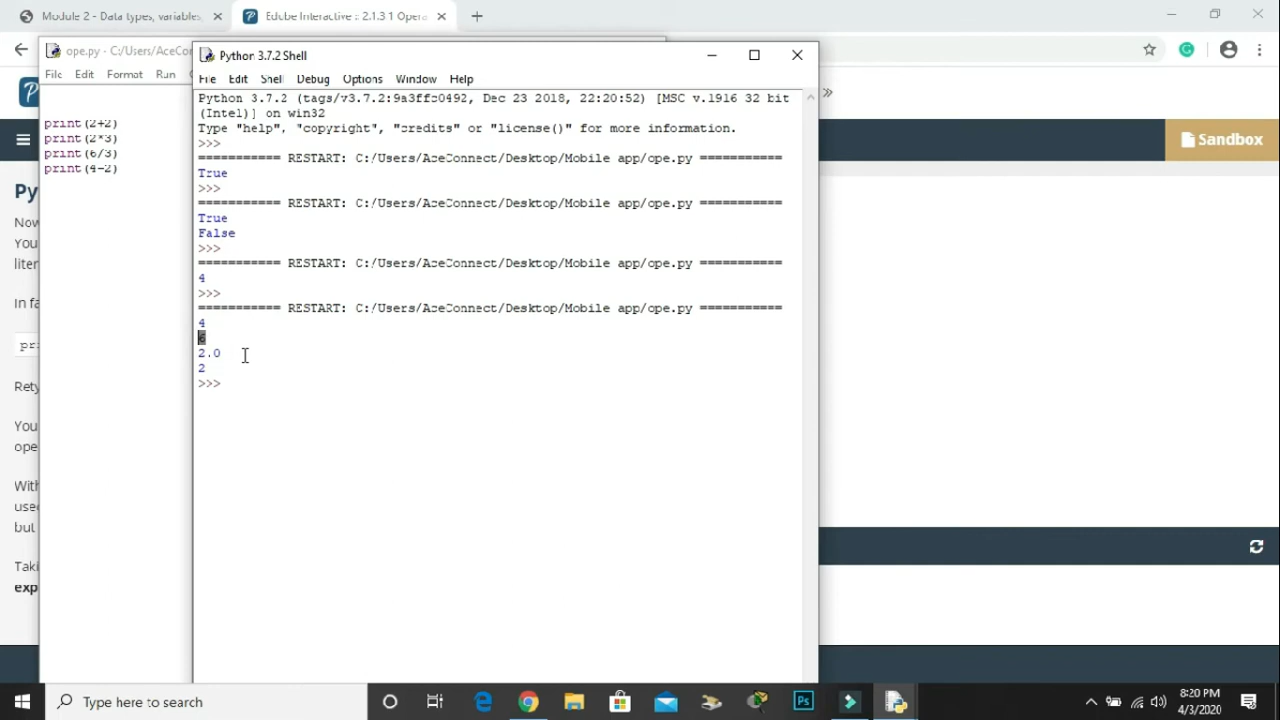 Module 2 - Data types, variables,
Edube Interactive :: 2.1.3.1 Opera
ope.py - C:/Users/AceCon
Python 3.7.2 Shell
File Edit Format Run
File Edit Shell Debug Options Window Help
Python 3.7.2 (tags/v3.7.2:9a3ffc0492, Dec 23 2018, 22:20:52) [MSC v.1916 32 bit
(Intel)] on win32
Type "help", "copyright", "credits" or "license()" for more information.
>>>
=========== RESTART: C:/Users/AceConnect/Desktop/Mobile app/ope.py ===========
True
>>>
=========== RESTART: C:/Users/AceConnect/Desktop/Mobile app/ope.py ===========
True
False
>>>
=========== RESTART: C:/Users/AceConnect/Desktop/Mobile app/ope.py ===========
4
>>>
=========== RESTART: C:/Users/AceConnect/Desktop/Mobile app/ope.py ===========
4
6
2.0
2
>>>
print(2+2)
print(2*3)
print(6/3)
print(4-2)
Sandbox
Py
Now
You
liter
In fa
pr
Rety
You
ope
With
use
but
Taki
exp
Type here to search
Ps
8:20 PM
4/3/2020